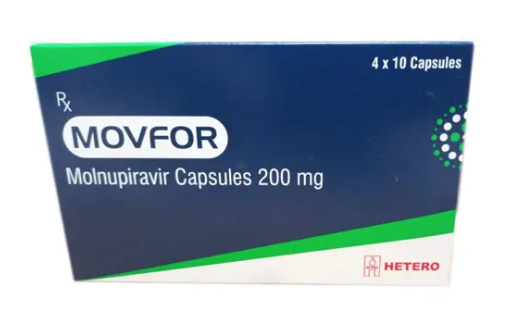 4 x 10 Capsules
Rx
MOVFOR
Molnupiravir Capsules 200 mg
HETERO